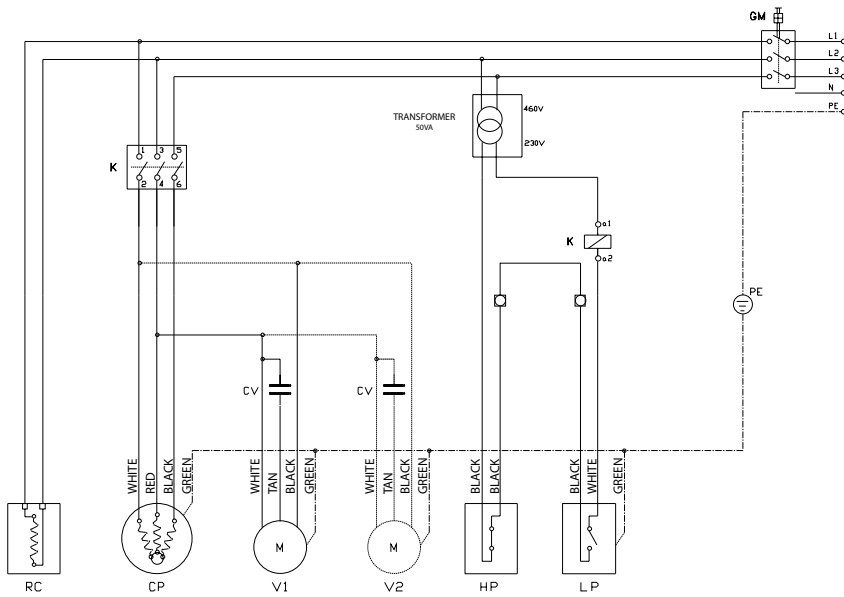 GM
L1
L2
L3
N
PE
TRANSFORMER
50VA
460V
230V
K
1 3 5
2 4 6
K
a1
a2
PE
CV
CV
WHITE
RED
BLACK
GREEN
WHITE
TAN
BLACK
GREEN
WHITE
TAN
BLACK
GREEN
BLACK
BLACK
BLACK
WHITE
GREEN
M
M
RC
CP
V1
V2
HP
LP